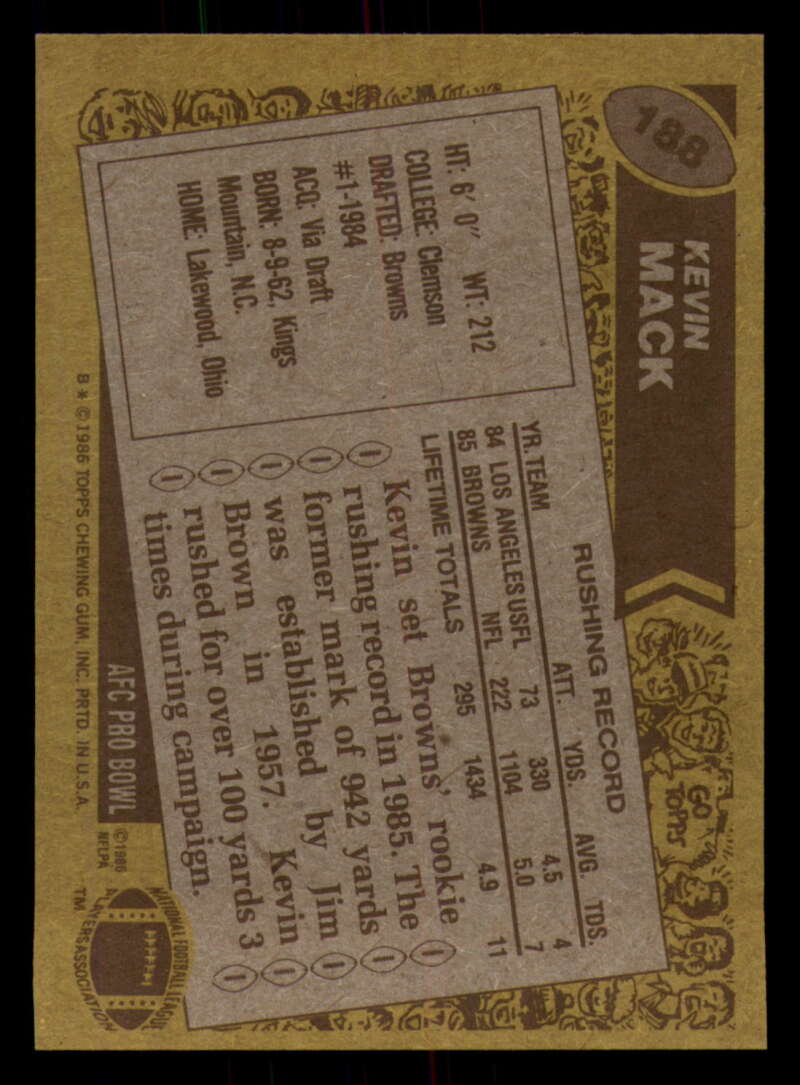 188
KEVIN
MACK
GO
TOPPS
HT: 6' 0" WT: 212
COLLEGE: Clemson
DRAFTED: Browns
#1-1984
ACQ: Via Draft
BORN: 8-9-62, Kings
Mountain, N.C.
HOME: Lakewood, Ohio
RUSHING RECORD
YR. TEAM ATT. YDS. AVG. TDS.
84 LOS ANGELES USFL 73 330 4.5 4
85 BROWNS NFL 222 1104 5.0 7
LIFETIME TOTALS 295 1434 4.9 11
Kevin set Browns' rookie
rushing record in 1985. The
former mark of 942 yards
was established by Jim
Brown in 1957. Kevin
rushed for over 100 yards 3
times during campaign.
AFC PRO BOWL
©1986
NFLPA
NATIONAL FOOTBALL LEAGUE
PLAYERS ASSOCIATION
TM
B * © 1986 TOPPS CHEWING GUM, INC. PRTD. IN U.S.A.